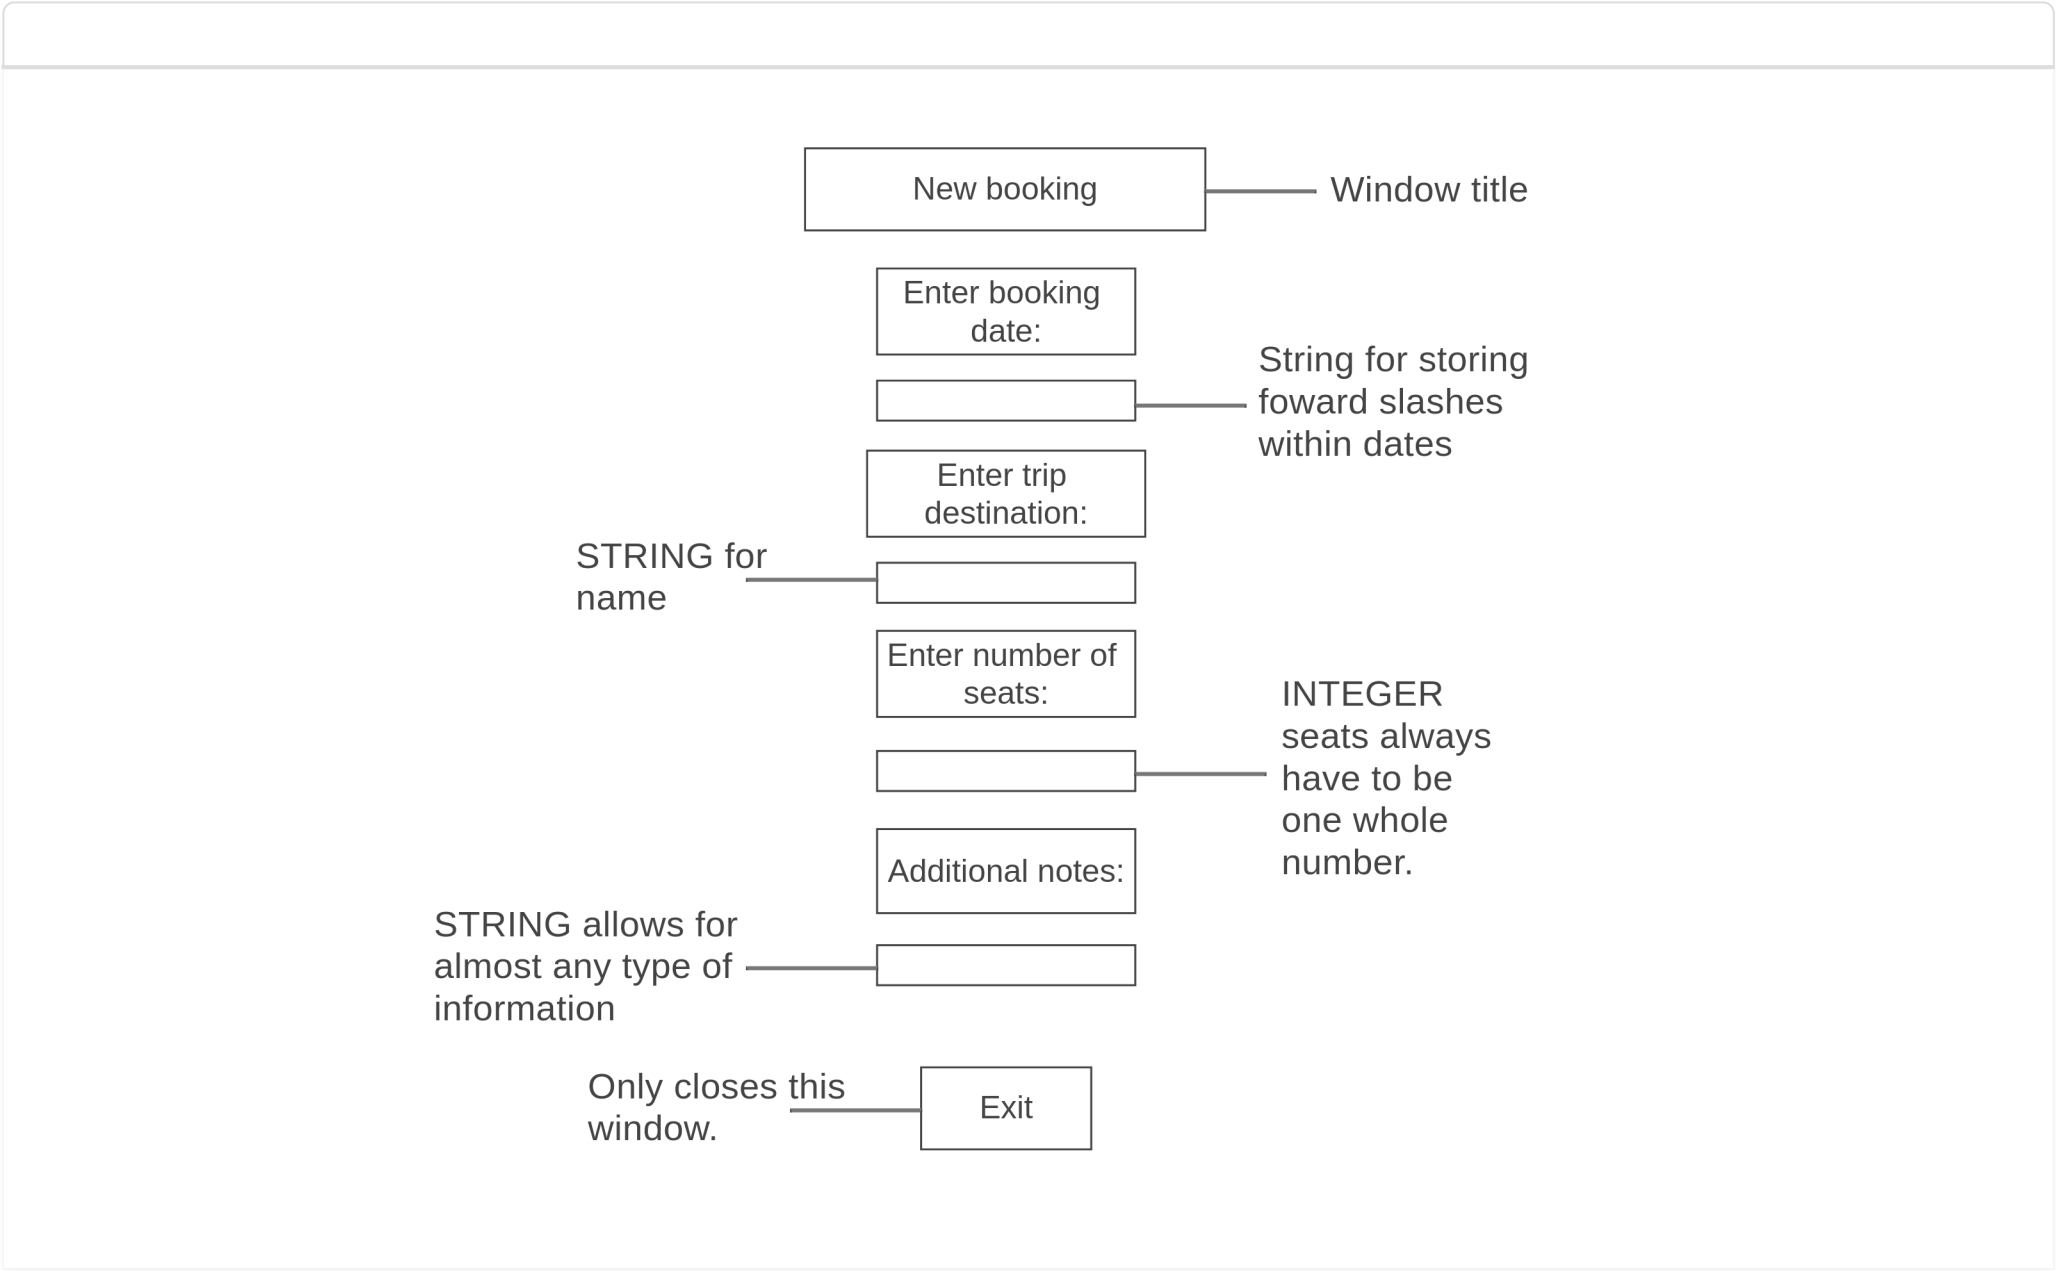 New booking
Window title
Enter booking
date:
String for storing
foward slashes
within dates
Enter trip
destination:
STRING for
name
Enter number of
seats:
INTEGER
seats always
have to be
one whole
number.
Additional notes:
STRING allows for
almost any type of
information
Only closes this
window.
Exit